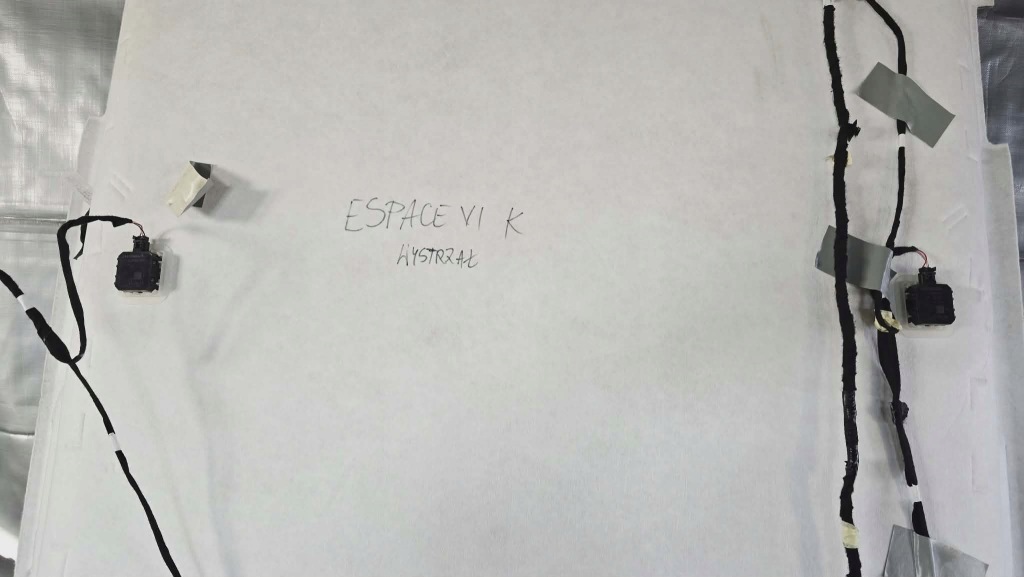 ESPACE VI K
WYSTRZAŁ